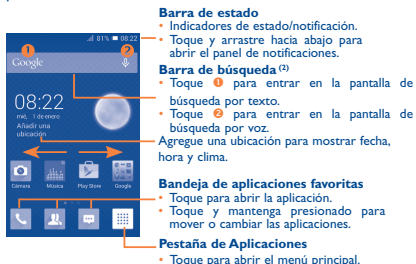 81% 08:22
Google
08:22
mié, 1 de enero
Añadir una
ubicación
Cámara Música Play Store Google
Barra de estado
• Indicadores de estado/notificación.
• Toque y arrastre hacia abajo para
abrir el panel de notificaciones.
Barra de búsqueda (2)
• Toque ❶ para entrar en la pantalla de
búsqueda por texto.
• Toque ❷ para entrar en la pantalla de
búsqueda por voz.
Agregue una ubicación para mostrar fecha,
hora y clima.
Bandeja de aplicaciones favoritas
• Toque para abrir la aplicación.
• Toque y mantenga presionado para
mover o cambiar las aplicaciones.
Pestaña de Aplicaciones
• Toque para abrir el menú principal.